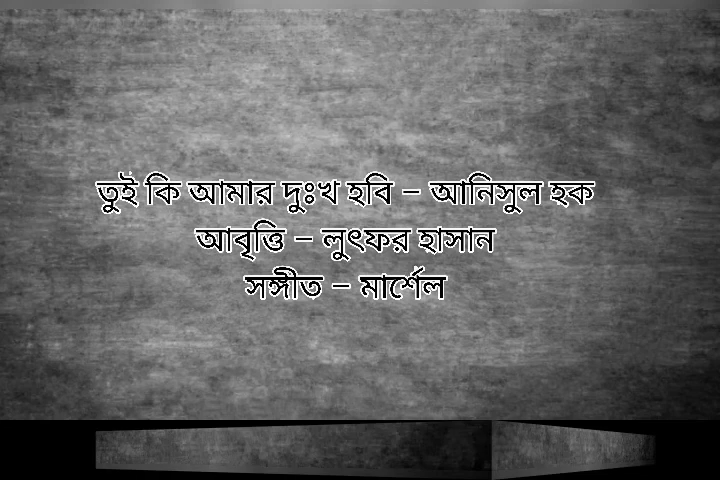 তুই কি আমার দুঃখ হবি - আনিসুল হক
আবৃত্তি - লুৎফর হাসান
সঙ্গীত - মার্শেল